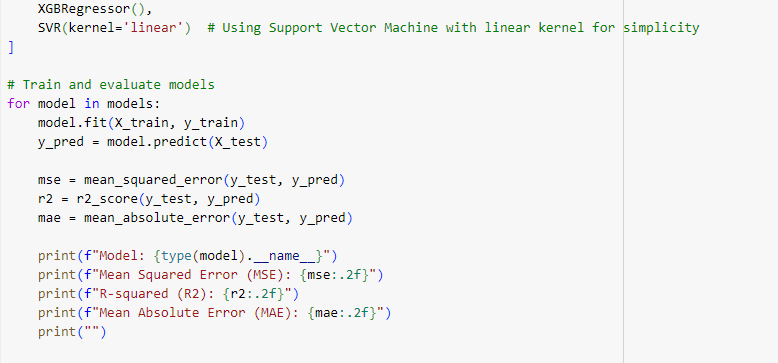 XGBRegressor(),
SVR(kernel='linear')  # Using Support Vector Machine with linear kernel for simplicity
]
# Train and evaluate models
for model in models:
model.fit(X_train, y_train)
y_pred = model.predict(X_test)
mse = mean_squared_error(y_test, y_pred)
r2 = r2_score(y_test, y_pred)
mae = mean_absolute_error(y_test, y_pred)
print(f"Model: {type(model).__name__}")
print(f"Mean Squared Error (MSE): {mse:.2f}")
print(f"R-squared (R2): {r2:.2f}")
print(f"Mean Absolute Error (MAE): {mae:.2f}")
print("")